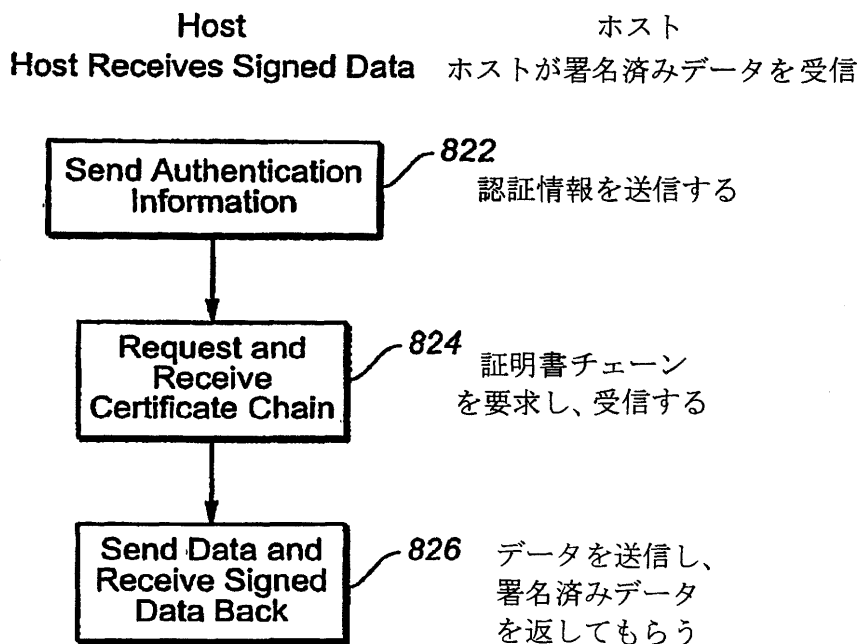 Host ホスト
Host Receives Signed Data ホストが署名済みデータを受信
Send Authentication
Information
822
認証情報を送信する
Request and
Receive
Certificate Chain
824
証明書チェーン
を要求し、受信する
Send Data and
Receive Signed
Data Back
826
データを送信し、
署名済みデータ
を返してもらう